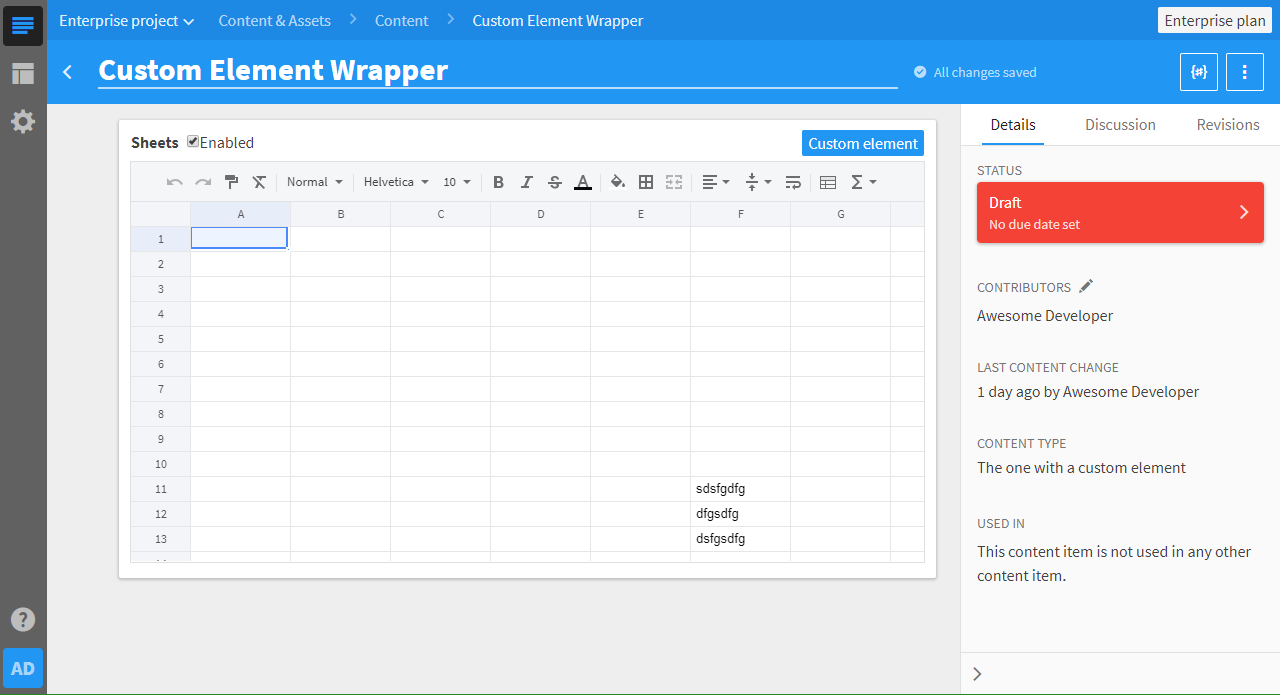 Enterprise project Content & Assets Content Custom Element Wrapper Enterprise plan
Custom Element Wrapper All changes saved {#}
Details Discussion Revisions
Sheets Enabled Custom element
Normal Helvetica 10 B I S A Σ
A B C D E F G
1
2
3
4
5
6
7
8
9
10
11 sdsfgdfg
12 dfgsdfg
13 dsfgsdfg
STATUS
Draft
No due date set
CONTRIBUTORS
Awesome Developer
LAST CONTENT CHANGE
1 day ago by Awesome Developer
CONTENT TYPE
The one with a custom element
USED IN
This content item is not used in any other
content item.
?
AD